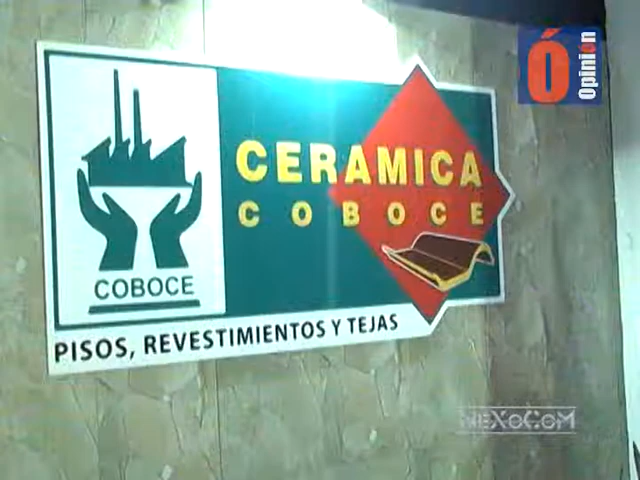 Ó Opinión
CERAMICA
COBOCE
COBOCE
PISOS, REVESTIMIENTOS Y TEJAS
NEXOCOM